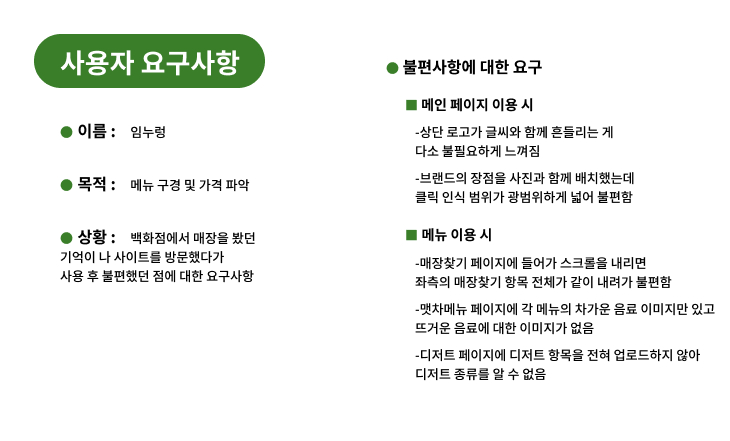 사용자 요구사항
● 이름 : 임누렁
● 목적 : 메뉴 구경 및 가격 파악
● 상황 : 백화점에서 매장을 봤던
기억이 나 사이트를 방문했다가
사용 후 불편했던 점에 대한 요구사항
● 불편사항에 대한 요구
■ 메인 페이지 이용 시
-상단 로고가 글씨와 함께 흔들리는 게
다소 불필요하게 느껴짐
-브랜드의 장점을 사진과 함께 배치했는데
클릭 인식 범위가 광범위하게 넓어 불편함
■ 메뉴 이용 시
-매장찾기 페이지에 들어가 스크롤을 내리면
좌측의 매장찾기 항목 전체가 같이 내려가 불편함
-맷차메뉴 페이지에 각 메뉴의 차가운 음료 이미지만 있고
뜨거운 음료에 대한 이미지가 없음
-디저트 페이지에 디저트 항목을 전혀 업로드하지 않아
디저트 종류를 알 수 없음